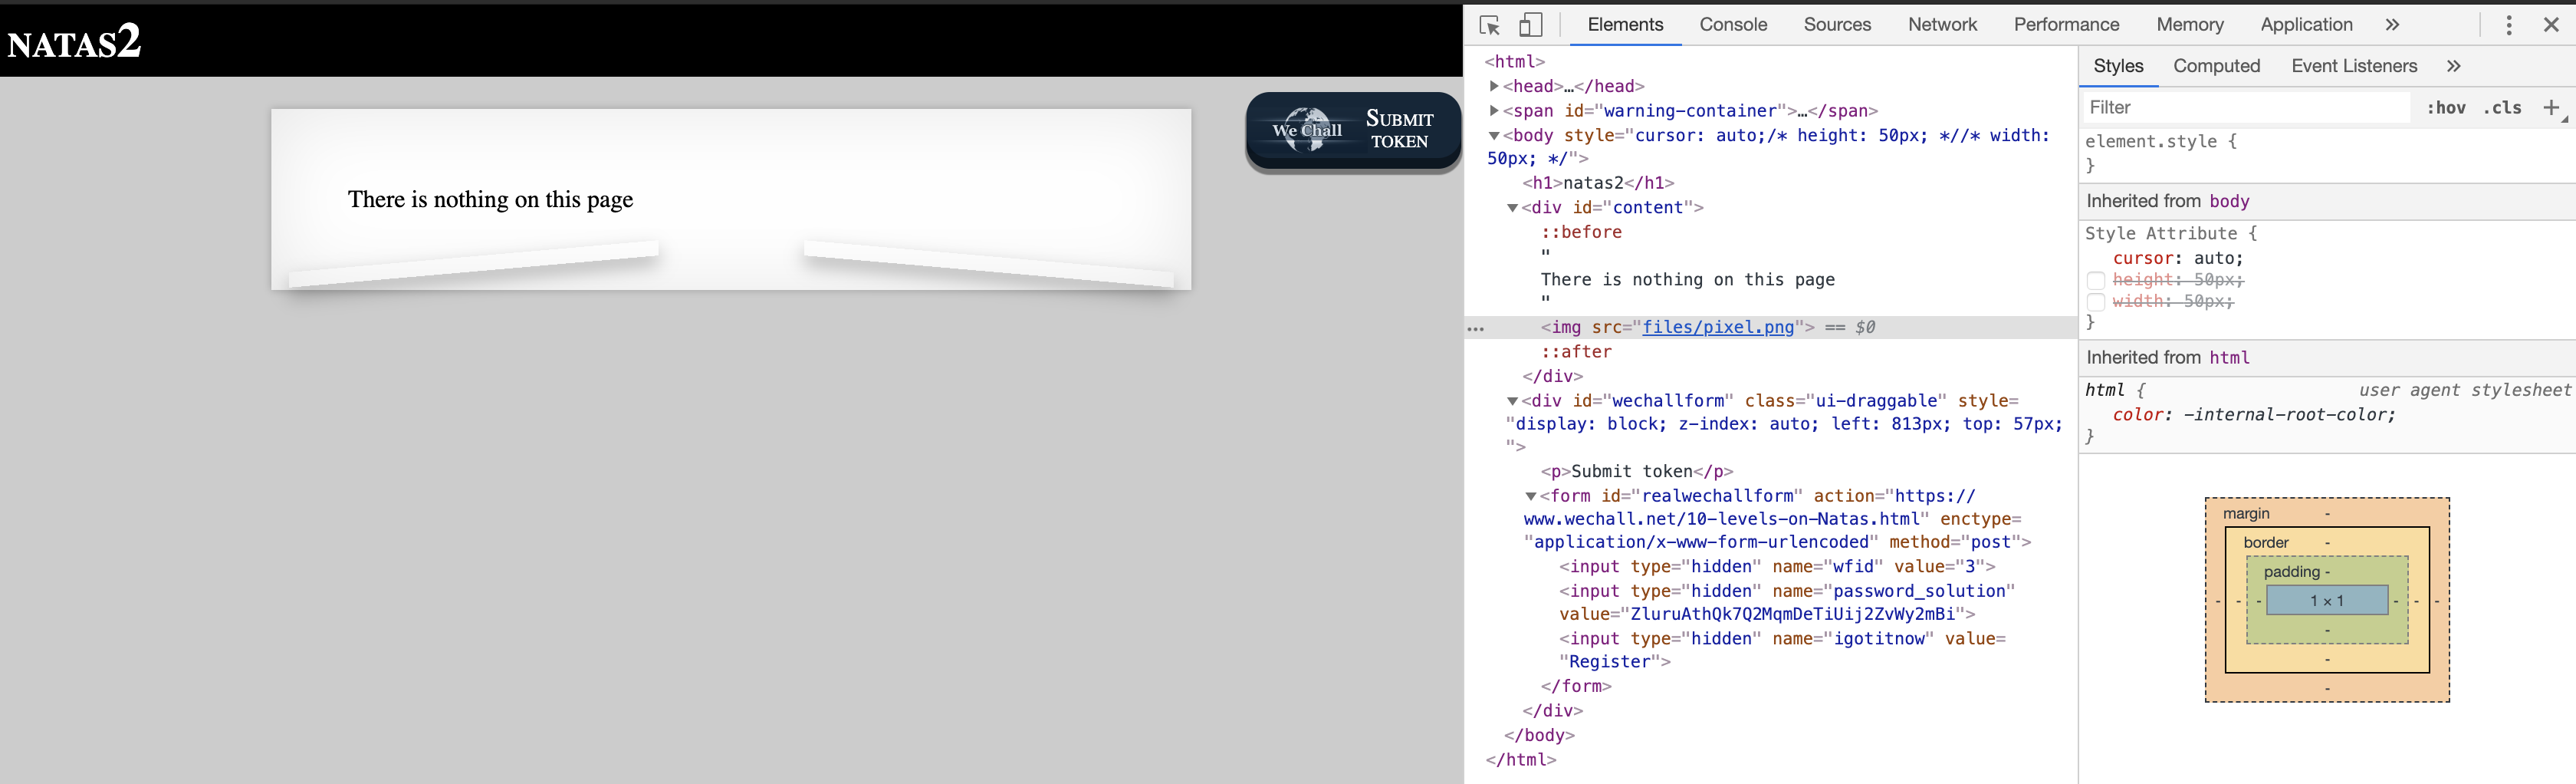 NATAS2
There is nothing on this page
We Chall
SUBMIT
TOKEN
Elements Console Sources Network Performance Memory Application »
<html>
▶<head>…</head>
▶<span id="warning-container">…</span>
▼<body style="cursor: auto;/* height: 50px; *//* width:
50px; */">
<h1>natas2</h1>
▼<div id="content">
::before
"
There is nothing on this page
"
… <img src="files/pixel.png"> == $0
::after
</div>
▼<div id="wechallform" class="ui-draggable" style=
"display: block; z-index: auto; left: 813px; top: 57px;
">
<p>Submit token</p>
▼<form id="realwechallform" action="https://
www.wechall.net/10-levels-on-Natas.html" enctype=
"application/x-www-form-urlencoded" method="post">
<input type="hidden" name="wfid" value="3">
<input type="hidden" name="password_solution"
value="ZluruAthQk7Q2MqmDeTiUij2ZvWy2mBi">
<input type="hidden" name="igotitnow" value=
"Register">
</form>
</div>
</body>
</html>
Styles Computed Event Listeners »
Filter :hov .cls +
element.style {
}
Inherited from body
Style Attribute {
cursor: auto;
height: 50px;
width: 50px;
}
Inherited from html
html { user agent stylesheet
color: -internal-root-color;
}
margin -
border -
padding -
- - - 1 × 1 - - -
-
-
-